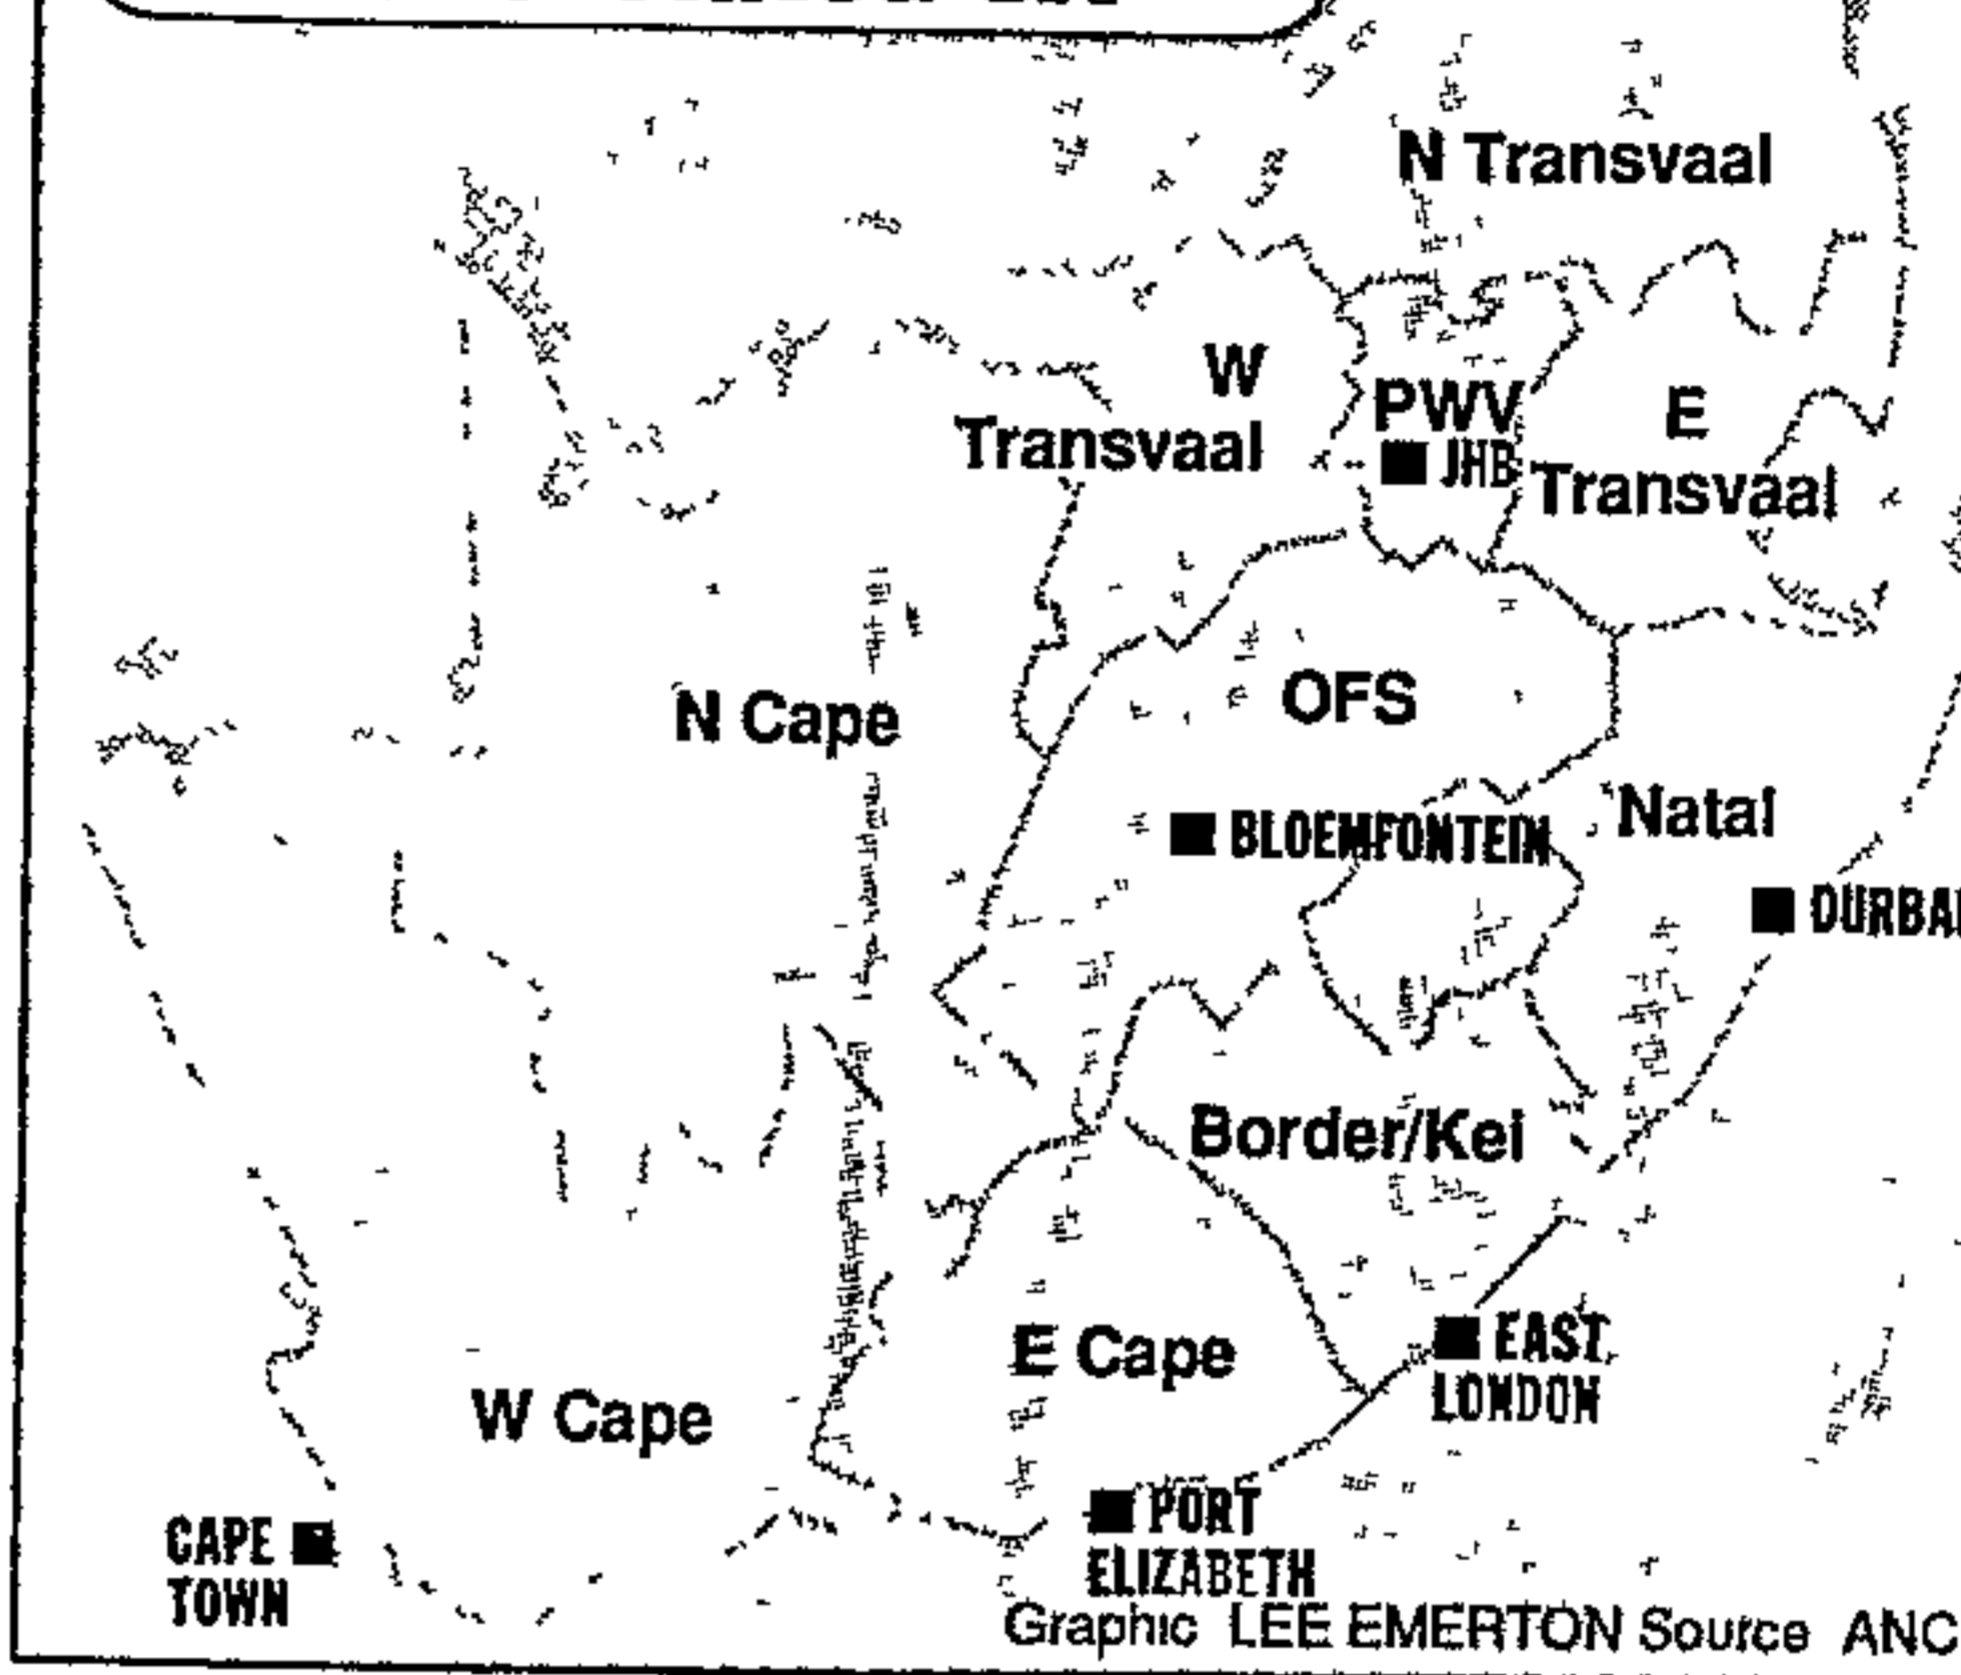 N Transvaal
W
Transvaal
PWV
JHB
E
Transvaal
OFS
N Cape
BLOEMFONTEIN
Natal
DURBA
Border/Kei
E Cape
EAST
LONDON
W Cape
PORT
ELIZABETH
CAPE
TOWN
Graphic LEE EMERTON Source ANC